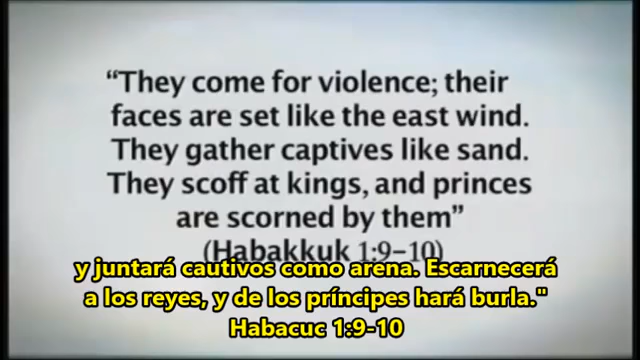 “They come for violence; their
faces are set like the east wind.
They gather captives like sand.
They scoff at kings, and princes
are scorned by them”
(Habakkuk 1:9–10)
y juntará cautivos como arena. Escarnecerá
a los reyes, y de los príncipes hará burla."
Habacuc 1:9-10